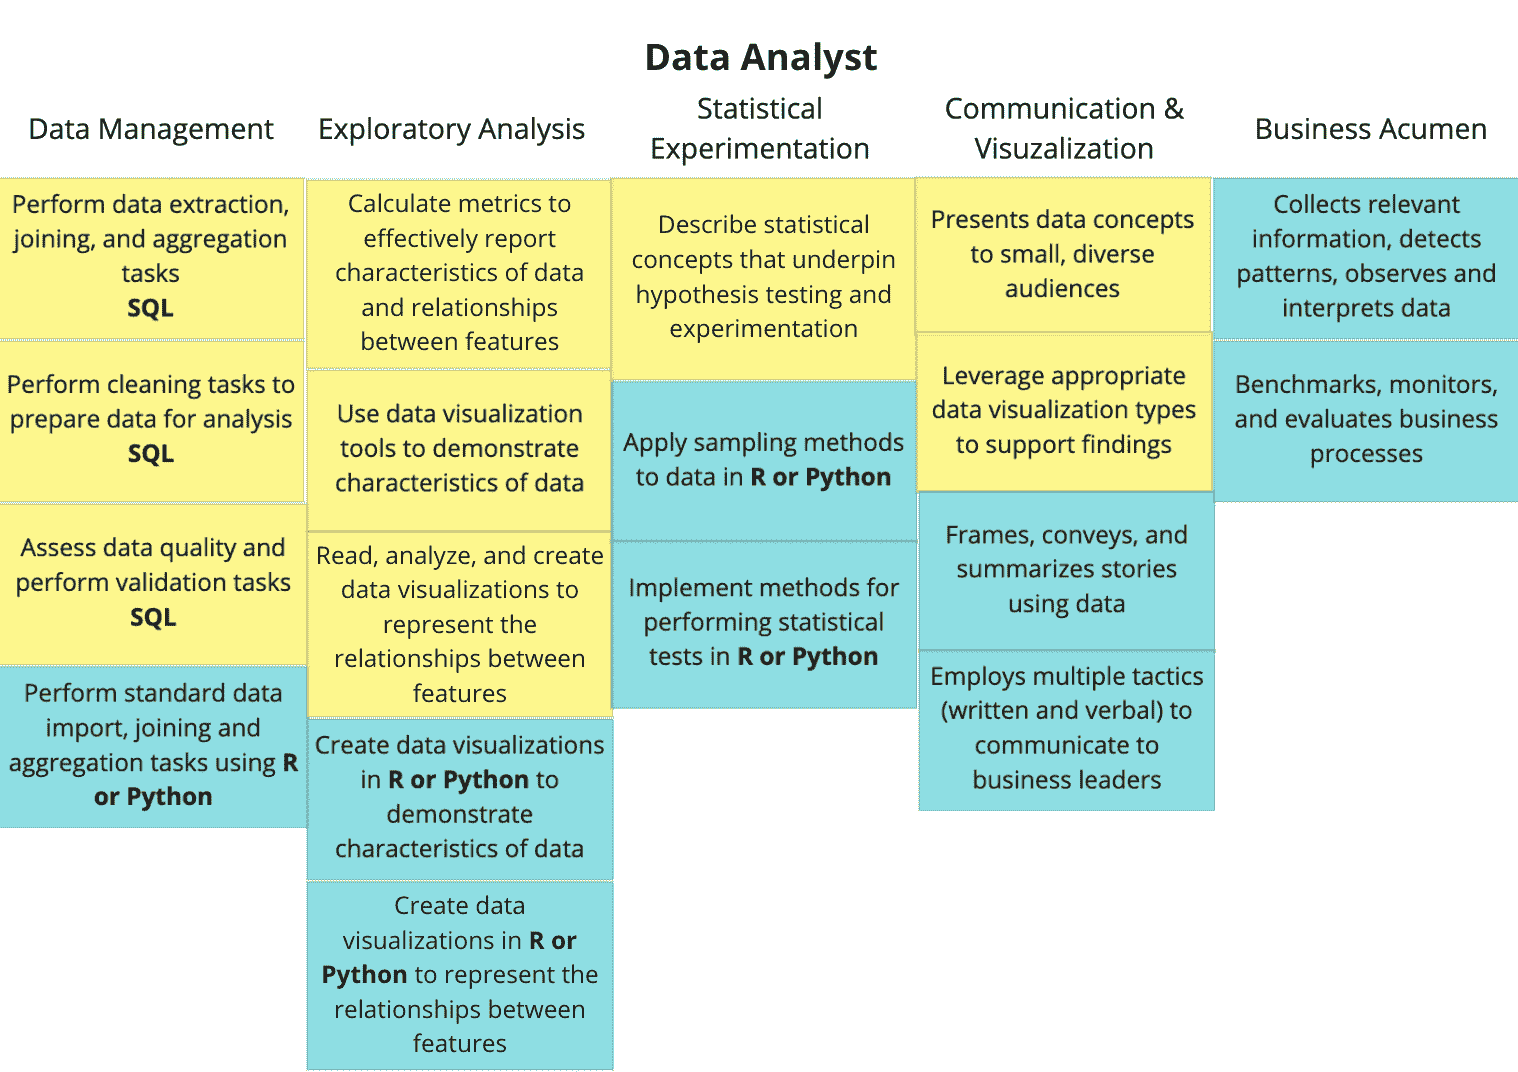 Data Analyst
Data Management
Exploratory Analysis
Statistical
Experimentation
Communication &
Visuzalization
Business Acumen
Perform data extraction,
joining, and aggregation
tasks
SQL
Perform cleaning tasks to
prepare data for analysis
SQL
Assess data quality and
perform validation tasks
SQL
Perform standard data
import, joining and
aggregation tasks using R
or Python
Calculate metrics to
effectively report
characteristics of data
and relationships
between features
Use data visualization
tools to demonstrate
characteristics of data
Read, analyze, and create
data visualizations to
represent the
relationships between
features
Create data visualizations
in R or Python to
demonstrate
characteristics of data
Create data
visualizations in R or
Python to represent the
relationships between
features
Describe statistical
concepts that underpin
hypothesis testing and
experimentation
Apply sampling methods
to data in R or Python
Implement methods for
performing statistical
tests in R or Python
Presents data concepts
to small, diverse
audiences
Leverage appropriate
data visualization types
to support findings
Frames, conveys, and
summarizes stories
using data
Employs multiple tactics
(written and verbal) to
communicate to
business leaders
Collects relevant
information, detects
patterns, observes and
interprets data
Benchmarks, monitors,
and evaluates business
processes